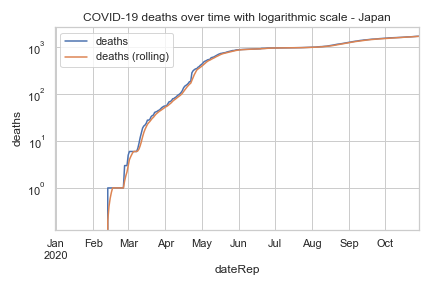 COVID-19 deaths over time with logarithmic scale - Japan
deaths
deaths (rolling)
deaths
10³
10²
10¹
10⁰
Jan Feb Mar Apr May Jun Jul Aug Sep Oct
2020
dateRep